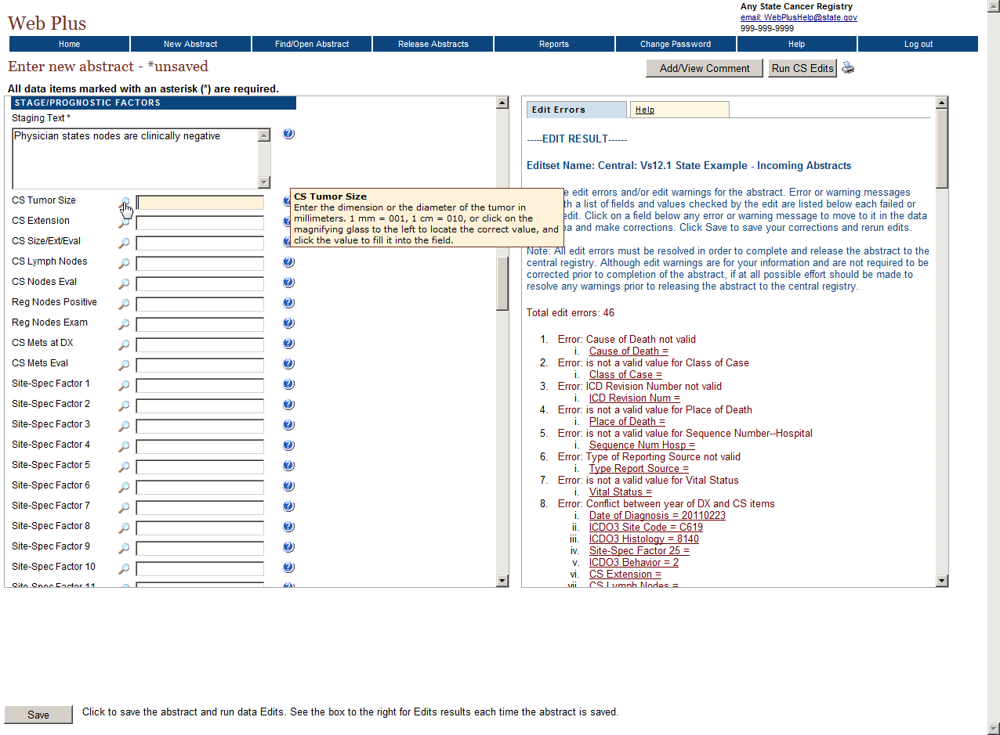 Any State Cancer Registry
Web Plus
email: WebPlusHelp@state.gov
999-999-9999
Home New Abstract Find/Open Abstract Release Abstracts Reports Change Password Help Log out
Enter new abstract - *unsaved
Add/View Comment Run CS Edits
All data items marked with an asterisk (*) are required.
STAGE/PROGNOSTIC FACTORS
Staging Text *
Physician states nodes are clinically negative
CS Tumor Size
CS Extension
CS Size/Ext/Eval
CS Lymph Nodes
CS Nodes Eval
Reg Nodes Positive
Reg Nodes Exam
CS Mets at DX
CS Mets Eval
Site-Spec Factor 1
Site-Spec Factor 2
Site-Spec Factor 3
Site-Spec Factor 4
Site-Spec Factor 5
Site-Spec Factor 6
Site-Spec Factor 7
Site-Spec Factor 8
Site-Spec Factor 9
Site-Spec Factor 10
Site-Spec Factor 11
CS Tumor Size
Enter the dimension or the diameter of the tumor in
millimeters. 1 mm = 001, 1 cm = 010, or click on the
magnifying glass to the left to locate the correct value, and
click the value to fill it into the field.
Edit Errors Help
-----EDIT RESULT------
Editset Name: Central: Vs12.1 State Example - Incoming Abstracts
e edit errors and/or edit warnings for the abstract. Error or warning messages
th a list of fields and values checked by the edit are listed below each failed or
edit. Click on a field below any error or warning message to move to it in the data
ea and make corrections. Click Save to save your corrections and rerun edits.
Note: All edit errors must be resolved in order to complete and release the abstract to the
central registry. Although edit warnings are for your information and are not required to be
corrected prior to completion of the abstract, if at all possible effort should be made to
resolve any warnings prior to releasing the abstract to the central registry.
Total edit errors: 46
1. Error: Cause of Death not valid
i. Cause of Death =
2. Error: is not a valid value for Class of Case
i. Class of Case =
3. Error: ICD Revision Number not valid
i. ICD Revision Num =
4. Error: is not a valid value for Place of Death
i. Place of Death =
5. Error: is not a valid value for Sequence Number--Hospital
i. Sequence Num Hosp =
6. Error: Type of Reporting Source not valid
i. Type Report Source =
7. Error: is not a valid value for Vital Status
i. Vital Status =
8. Error: Conflict between year of DX and CS items
i. Date of Diagnosis = 20110223
ii. ICDO3 Site Code = C619
iii. ICDO3 Histology = 8140
iv. Site-Spec Factor 25 =
v. ICDO3 Behavior = 2
vi. CS Extension =
vii. CS Lymph Nodes =
Save Click to save the abstract and run data Edits. See the box to the right for Edits results each time the abstract is saved.